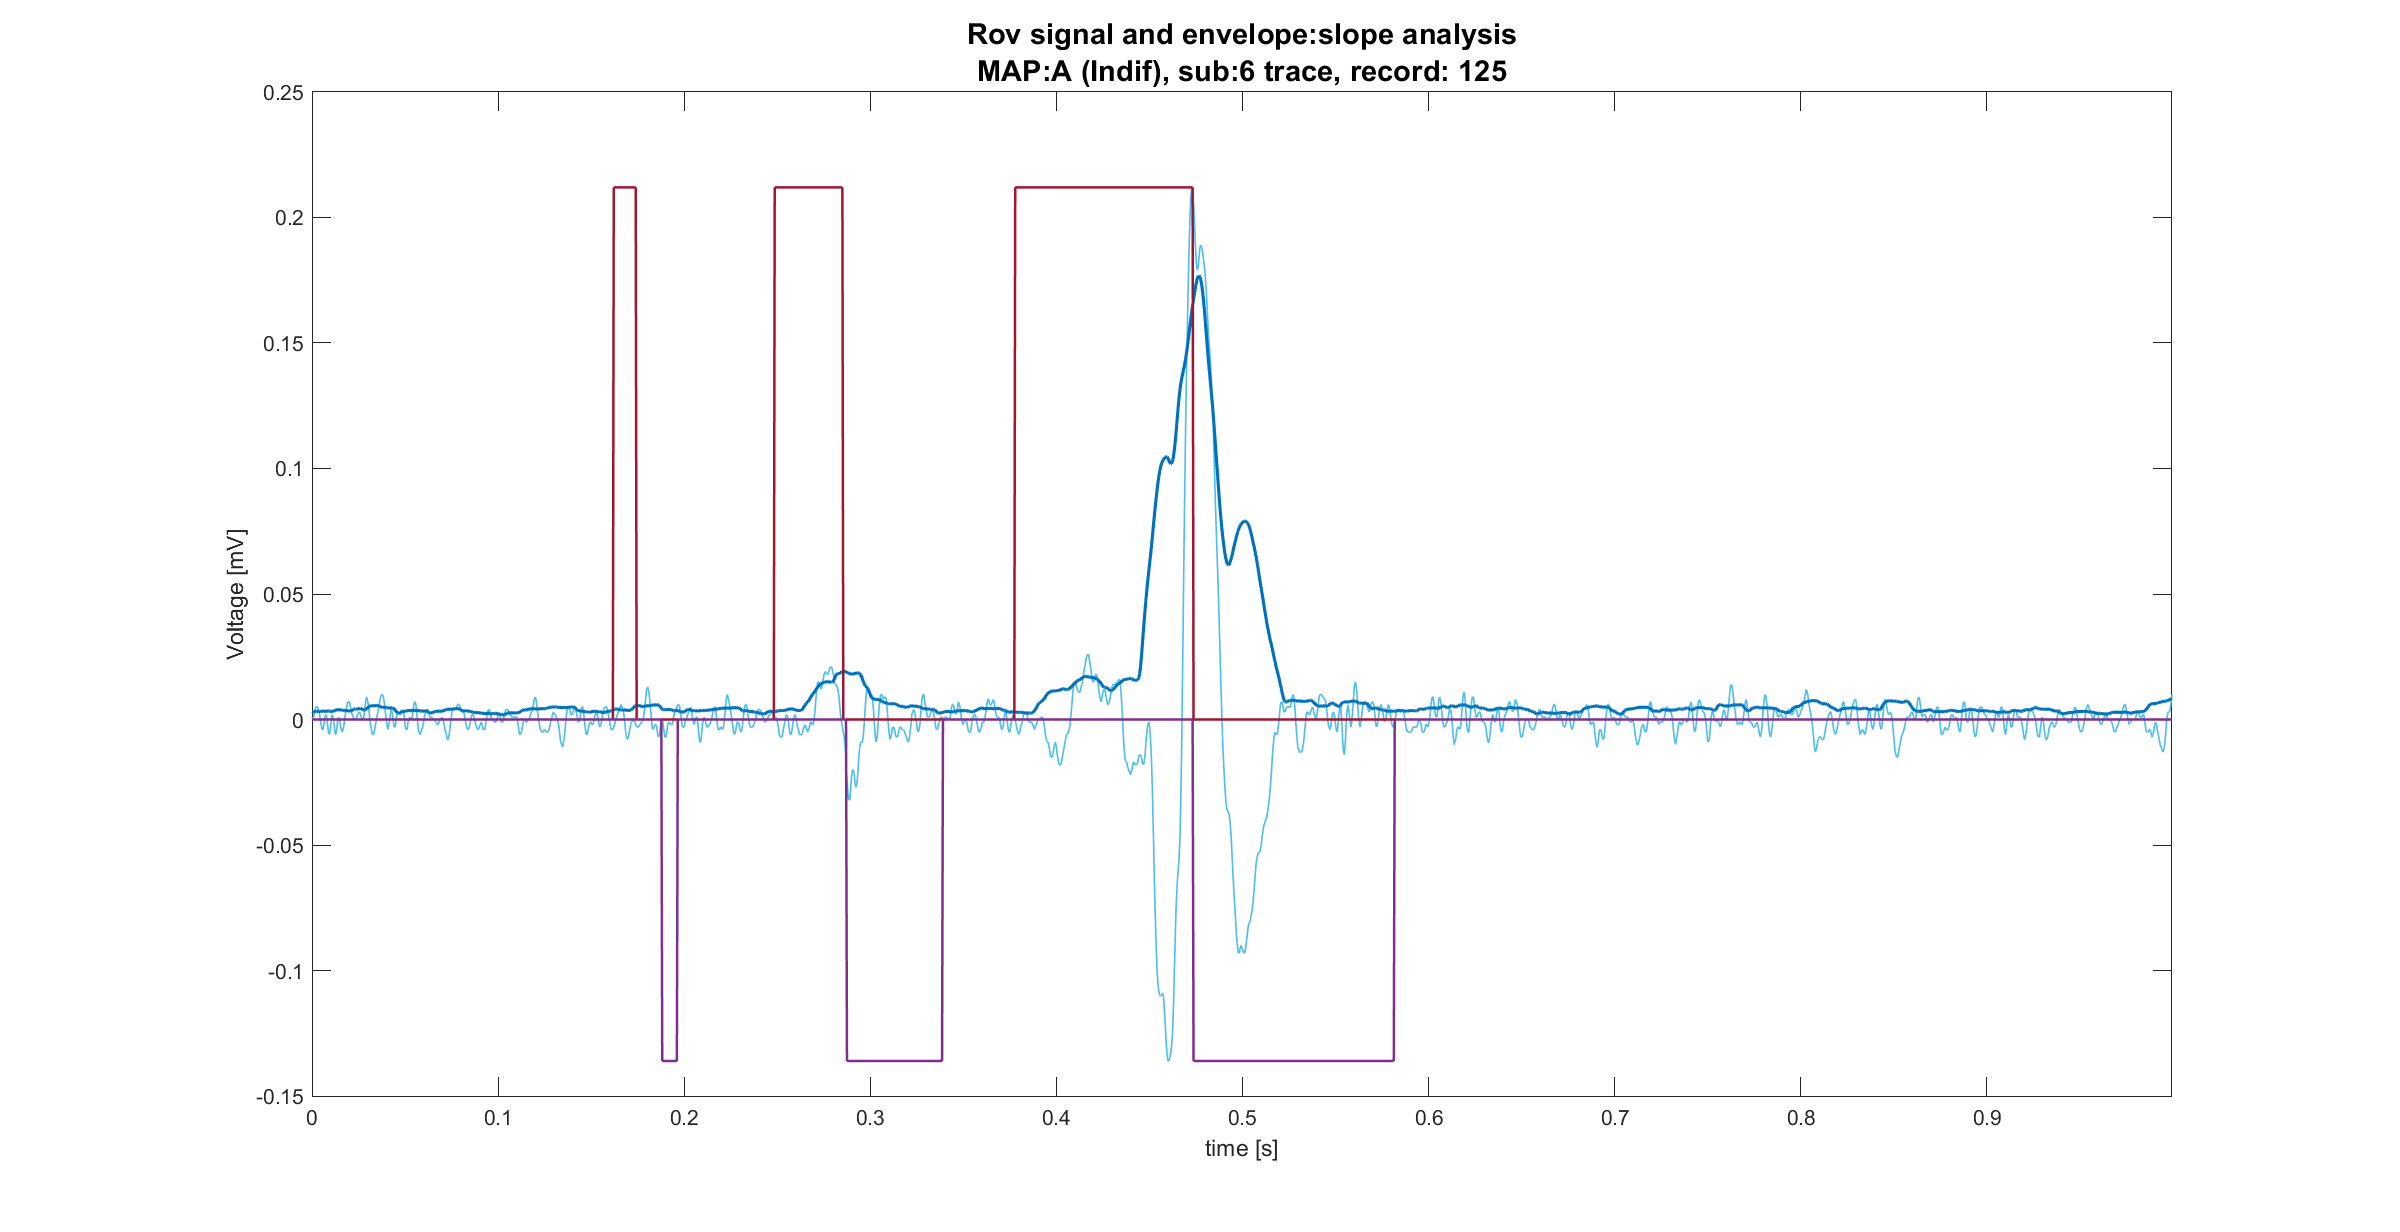 Rov signal and envelope:slope analysis
MAP:A (Indif), sub:6 trace, record: 125
0.25
0.2
0.15
0.1
0.05
0
-0.05
-0.1
-0.15
Voltage [mV]
0 0.1 0.2 0.3 0.4 0.5 0.6 0.7 0.8 0.9
time [s]